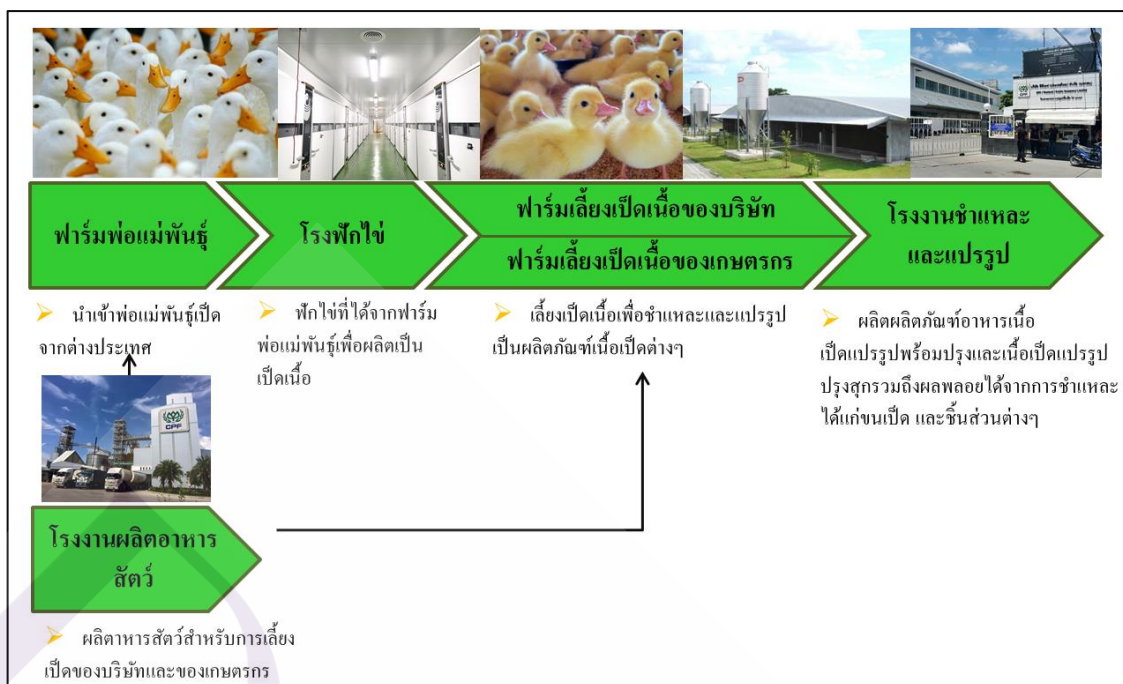 ฟาร์มพ่อแม่พันธุ์
โรงฟักไข่
ฟาร์มเลี้ยงเป็ดเนื้อของบริษัท
ฟาร์มเลี้ยงเป็ดเนื้อของเกษตรกร
โรงงานชำแหละ
และแปรรูป
นำเข้าพ่อแม่พันธุ์เป็ด
จากต่างประเทศ
ฟักไข่ที่ได้จากฟาร์ม
พ่อแม่พันธุ์เพื่อผลิตเป็น
เป็ดเนื้อ
เลี้ยงเป็ดเนื้อเพื่อชำแหละและแปรรูป
เป็นผลิตภัณฑ์เนื้อเป็ดต่างๆ
ผลิตผลิตภัณฑ์อาหารเนื้อ
เป็ดแปรรูปพร้อมปรุงและเนื้อเป็ดแปรรูป
ปรุงสุกรวมถึงผลพลอยได้จากการชำแหละ
ได้แก่ขนเป็ด และชิ้นส่วนต่างๆ
CPF
โรงงานผลิตอาหาร
สัตว์
ผลิตาหารสัตว์สำหรับการเลี้ยง
เป็ดของบริษัทและของเกษตรกร